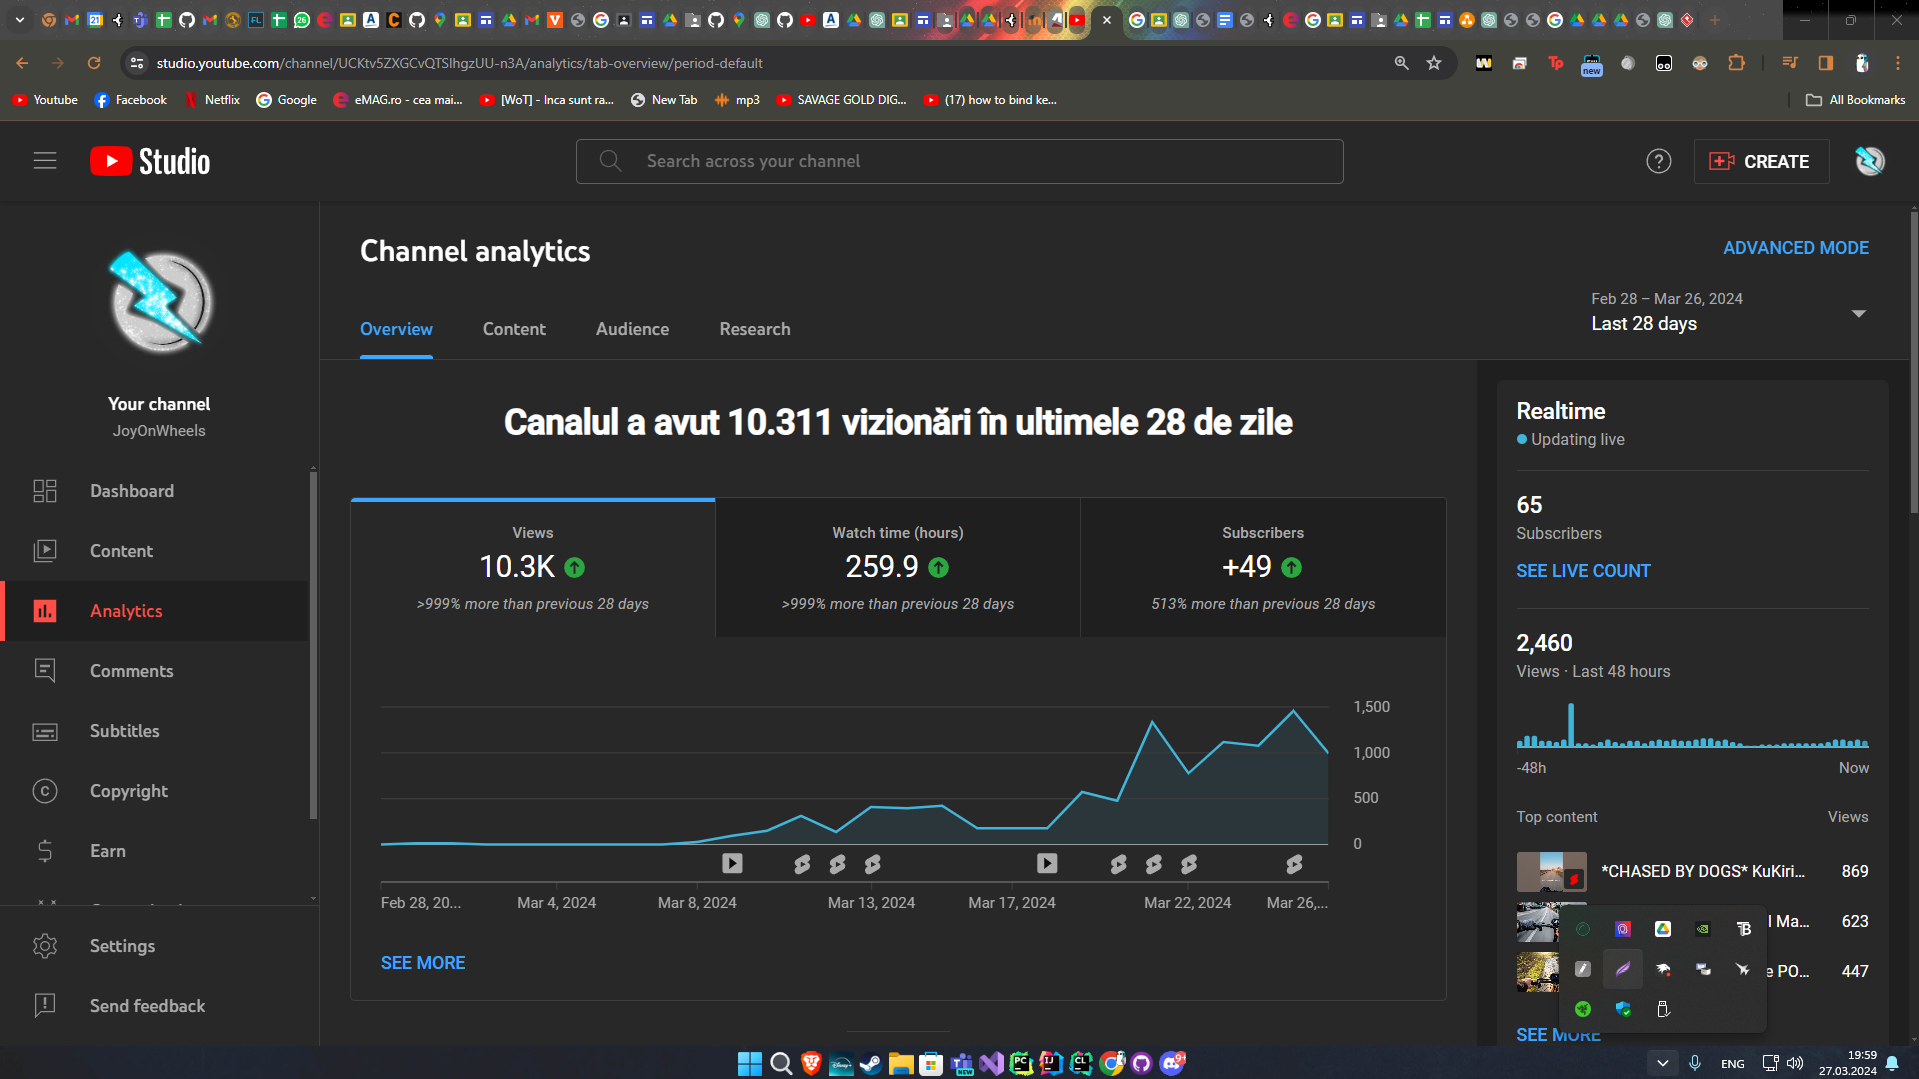 studio.youtube.com/channel/UCKtv5ZXGCvQTSIhgzUU-n3A/analytics/tab-overview/period-default
new
Youtube
Facebook
Netflix
Google
eMAG.ro - cea mai...
[WoT] - Inca sunt ra...
New Tab
mp3
SAVAGE GOLD DIG...
(17) how to bind ke...
All Bookmarks
Studio
Search across your channel
CREATE
Your channel
JoyOnWheels
Dashboard
Content
Analytics
Comments
Subtitles
Copyright
Earn
Settings
Send feedback
Channel analytics
ADVANCED MODE
Overview
Content
Audience
Research
Feb 28 – Mar 26, 2024
Last 28 days
Canalul a avut 10.311 vizionări în ultimele 28 de zile
Views
10.3K
>999% more than previous 28 days
Watch time (hours)
259.9
>999% more than previous 28 days
Subscribers
+49
513% more than previous 28 days
1,500
1,000
500
0
Feb 28, 20...
Mar 4, 2024
Mar 8, 2024
Mar 13, 2024
Mar 17, 2024
Mar 22, 2024
Mar 26,...
SEE MORE
Realtime
Updating live
65
Subscribers
SEE LIVE COUNT
2,460
Views · Last 48 hours
-48h
Now
Top content
Views
*CHASED BY DOGS* KuKiri...
869
l Ma...
623
e PO...
447
SEE MORE
ENG
19:59
27.03.2024